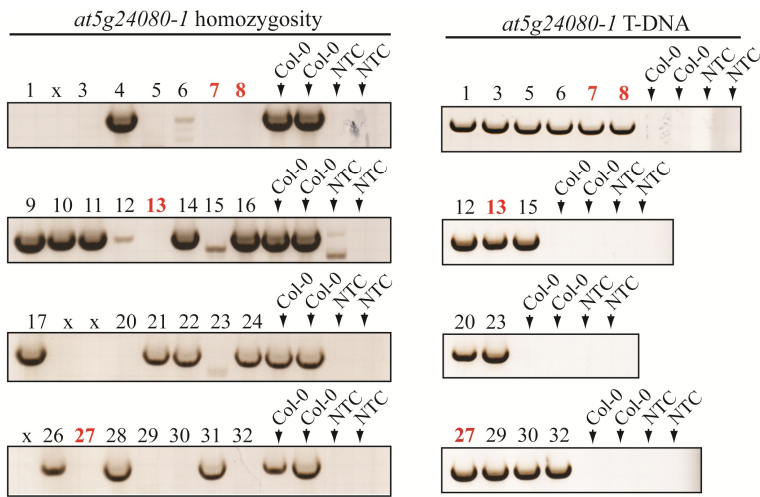 at5g24080-1 homozygosity
Col-0 Col-0 NTC NTC
1 x 3 4 5 6 7 8
Col-0 Col-0 NTC NTC
9 10 11 12 13 14 15 16
Col-0 Col-0 NTC NTC
17 x x 20 21 22 23 24
Col-0 Col-0 NTC NTC
x 26 27 28 29 30 31 32
at5g24080-1 T-DNA
Col-0 Col-0 NTC NTC
1 3 5 6 7 8
Col-0 Col-0 NTC NTC
12 13 15
Col-0 Col-0 NTC NTC
20 23
Col-0 Col-0 NTC NTC
27 29 30 32